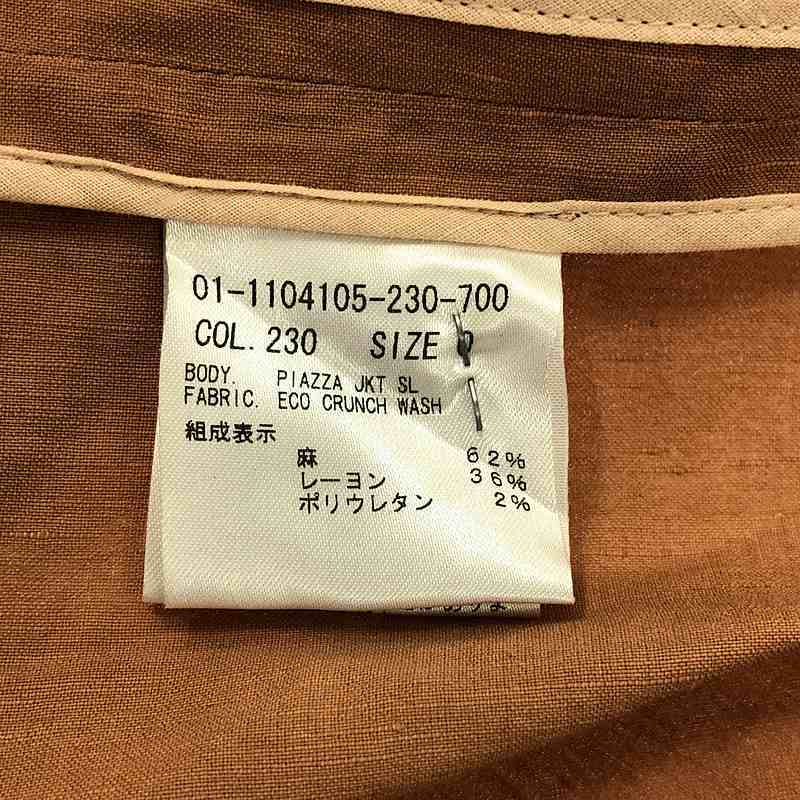 01-1104105-230-700
COL. 230 SIZE
BODY. PIAZZA JKT SL
FABRIC. ECO CRUNCH WASH
組成表示
麻 62%
レーヨン 36%
ポリウレタン 2%